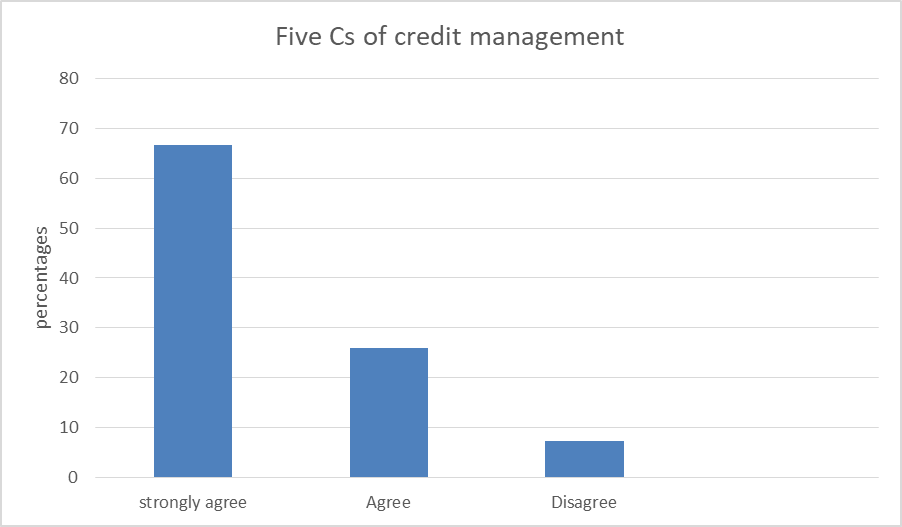 Five Cs of credit management
percentages
80
70
60
50
40
30
20
10
0
strongly agree
Agree
Disagree